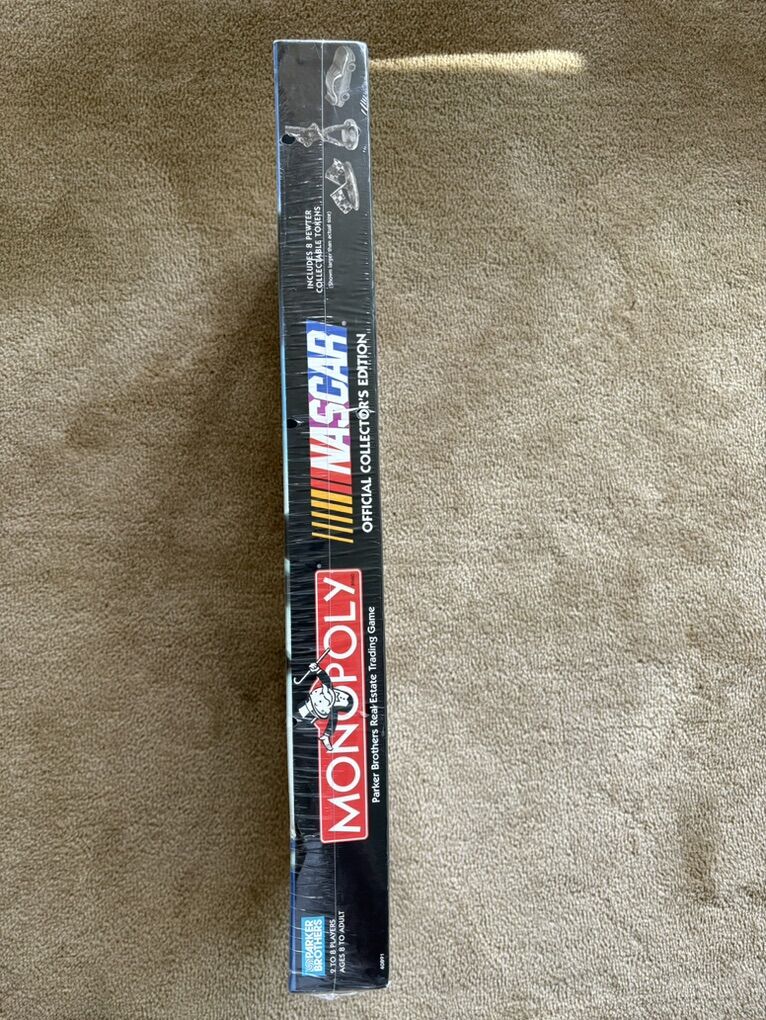 PARKER
BROTHERS
2 TO 8 PLAYERS
AGES 8 TO ADULT
MONOPOLY
Parker Brothers Real Estate Trading Game
NASCAR
OFFICIAL COLLECTOR'S EDITION
INCLUDES 8 PEWTER
COLLECTABLE TOKENS
(Shown larger than actual size)
40891